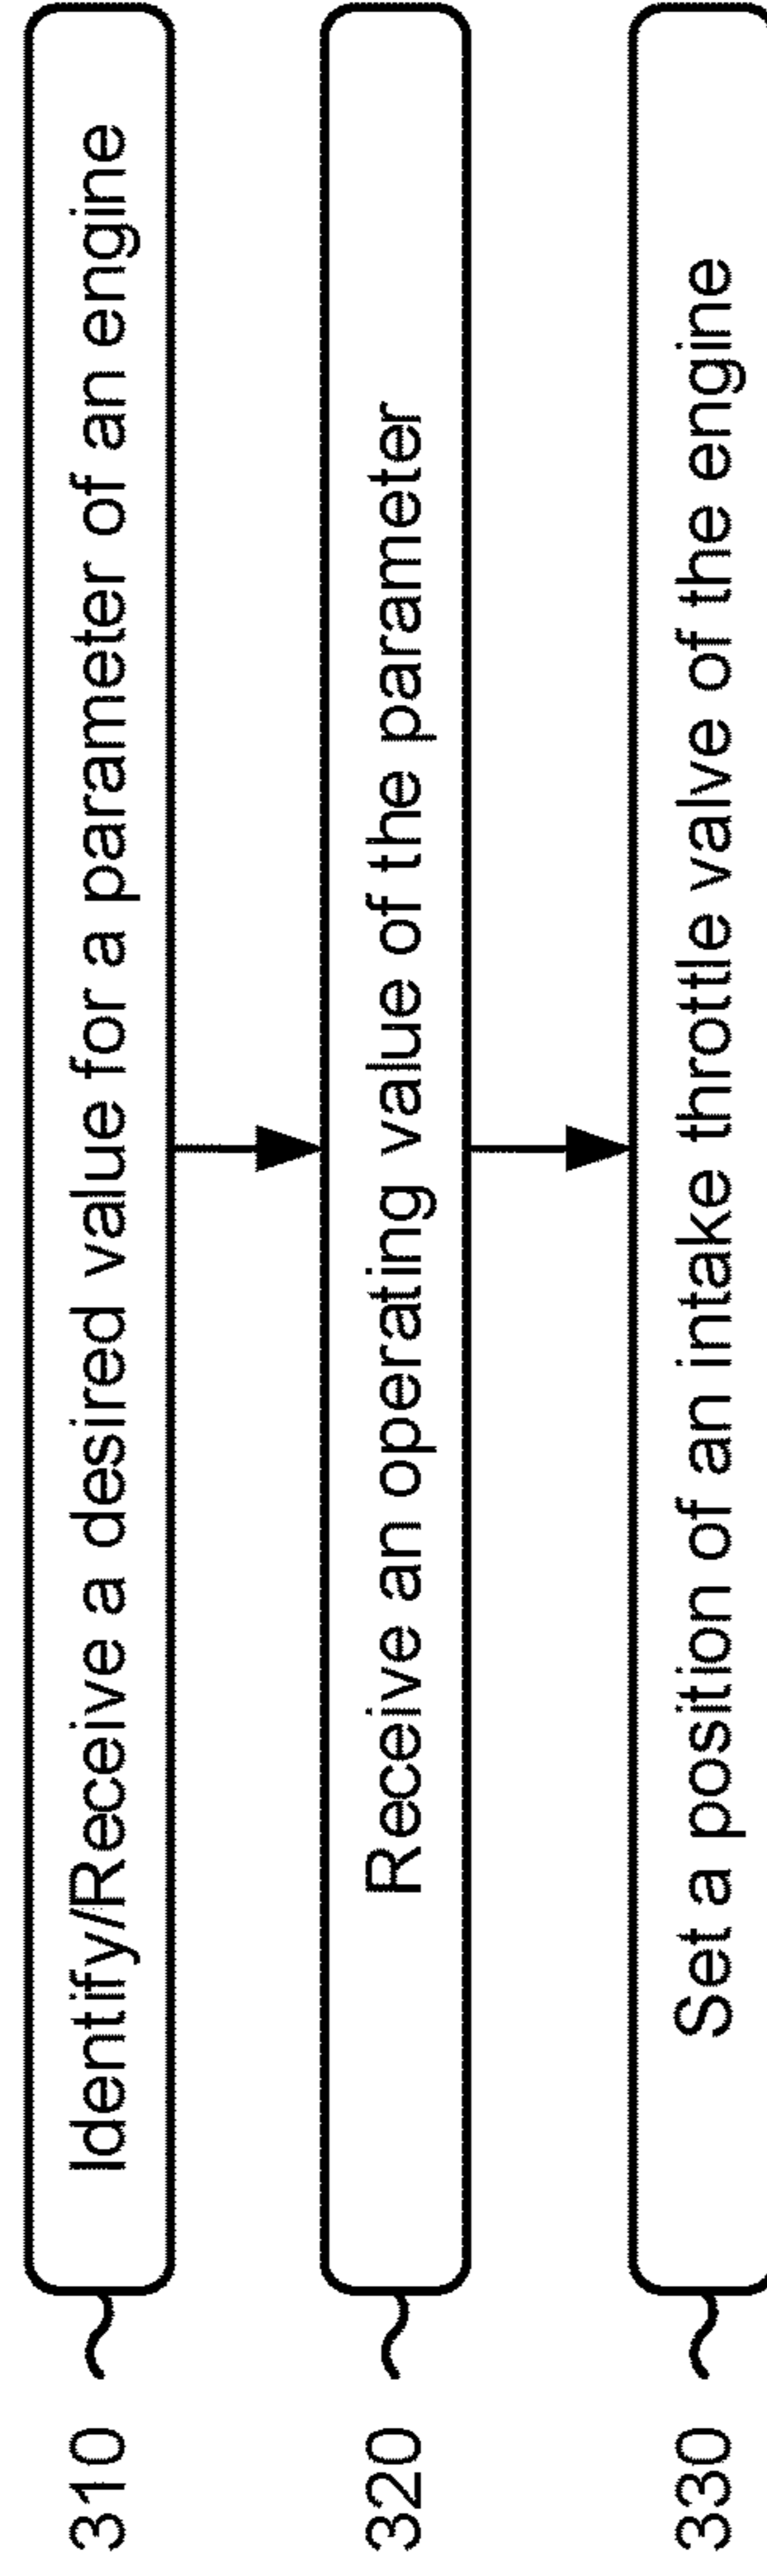 310 Identify/Receive a desired value for a parameter of an engine
320 Receive an operating value of the parameter
330 Set a position of an intake throttle valve of the engine